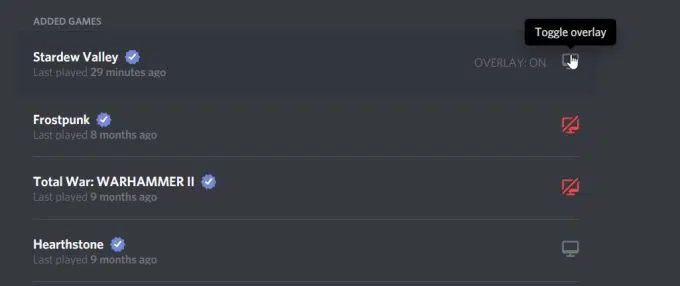 ADDED GAMES
Toggle overlay
Stardew Valley
Last played 29 minutes ago
OVERLAY: ON
Frostpunk
Last played 8 months ago
Total War: WARHAMMER II
Last played 9 months ago
Hearthstone
Last played 9 months ago